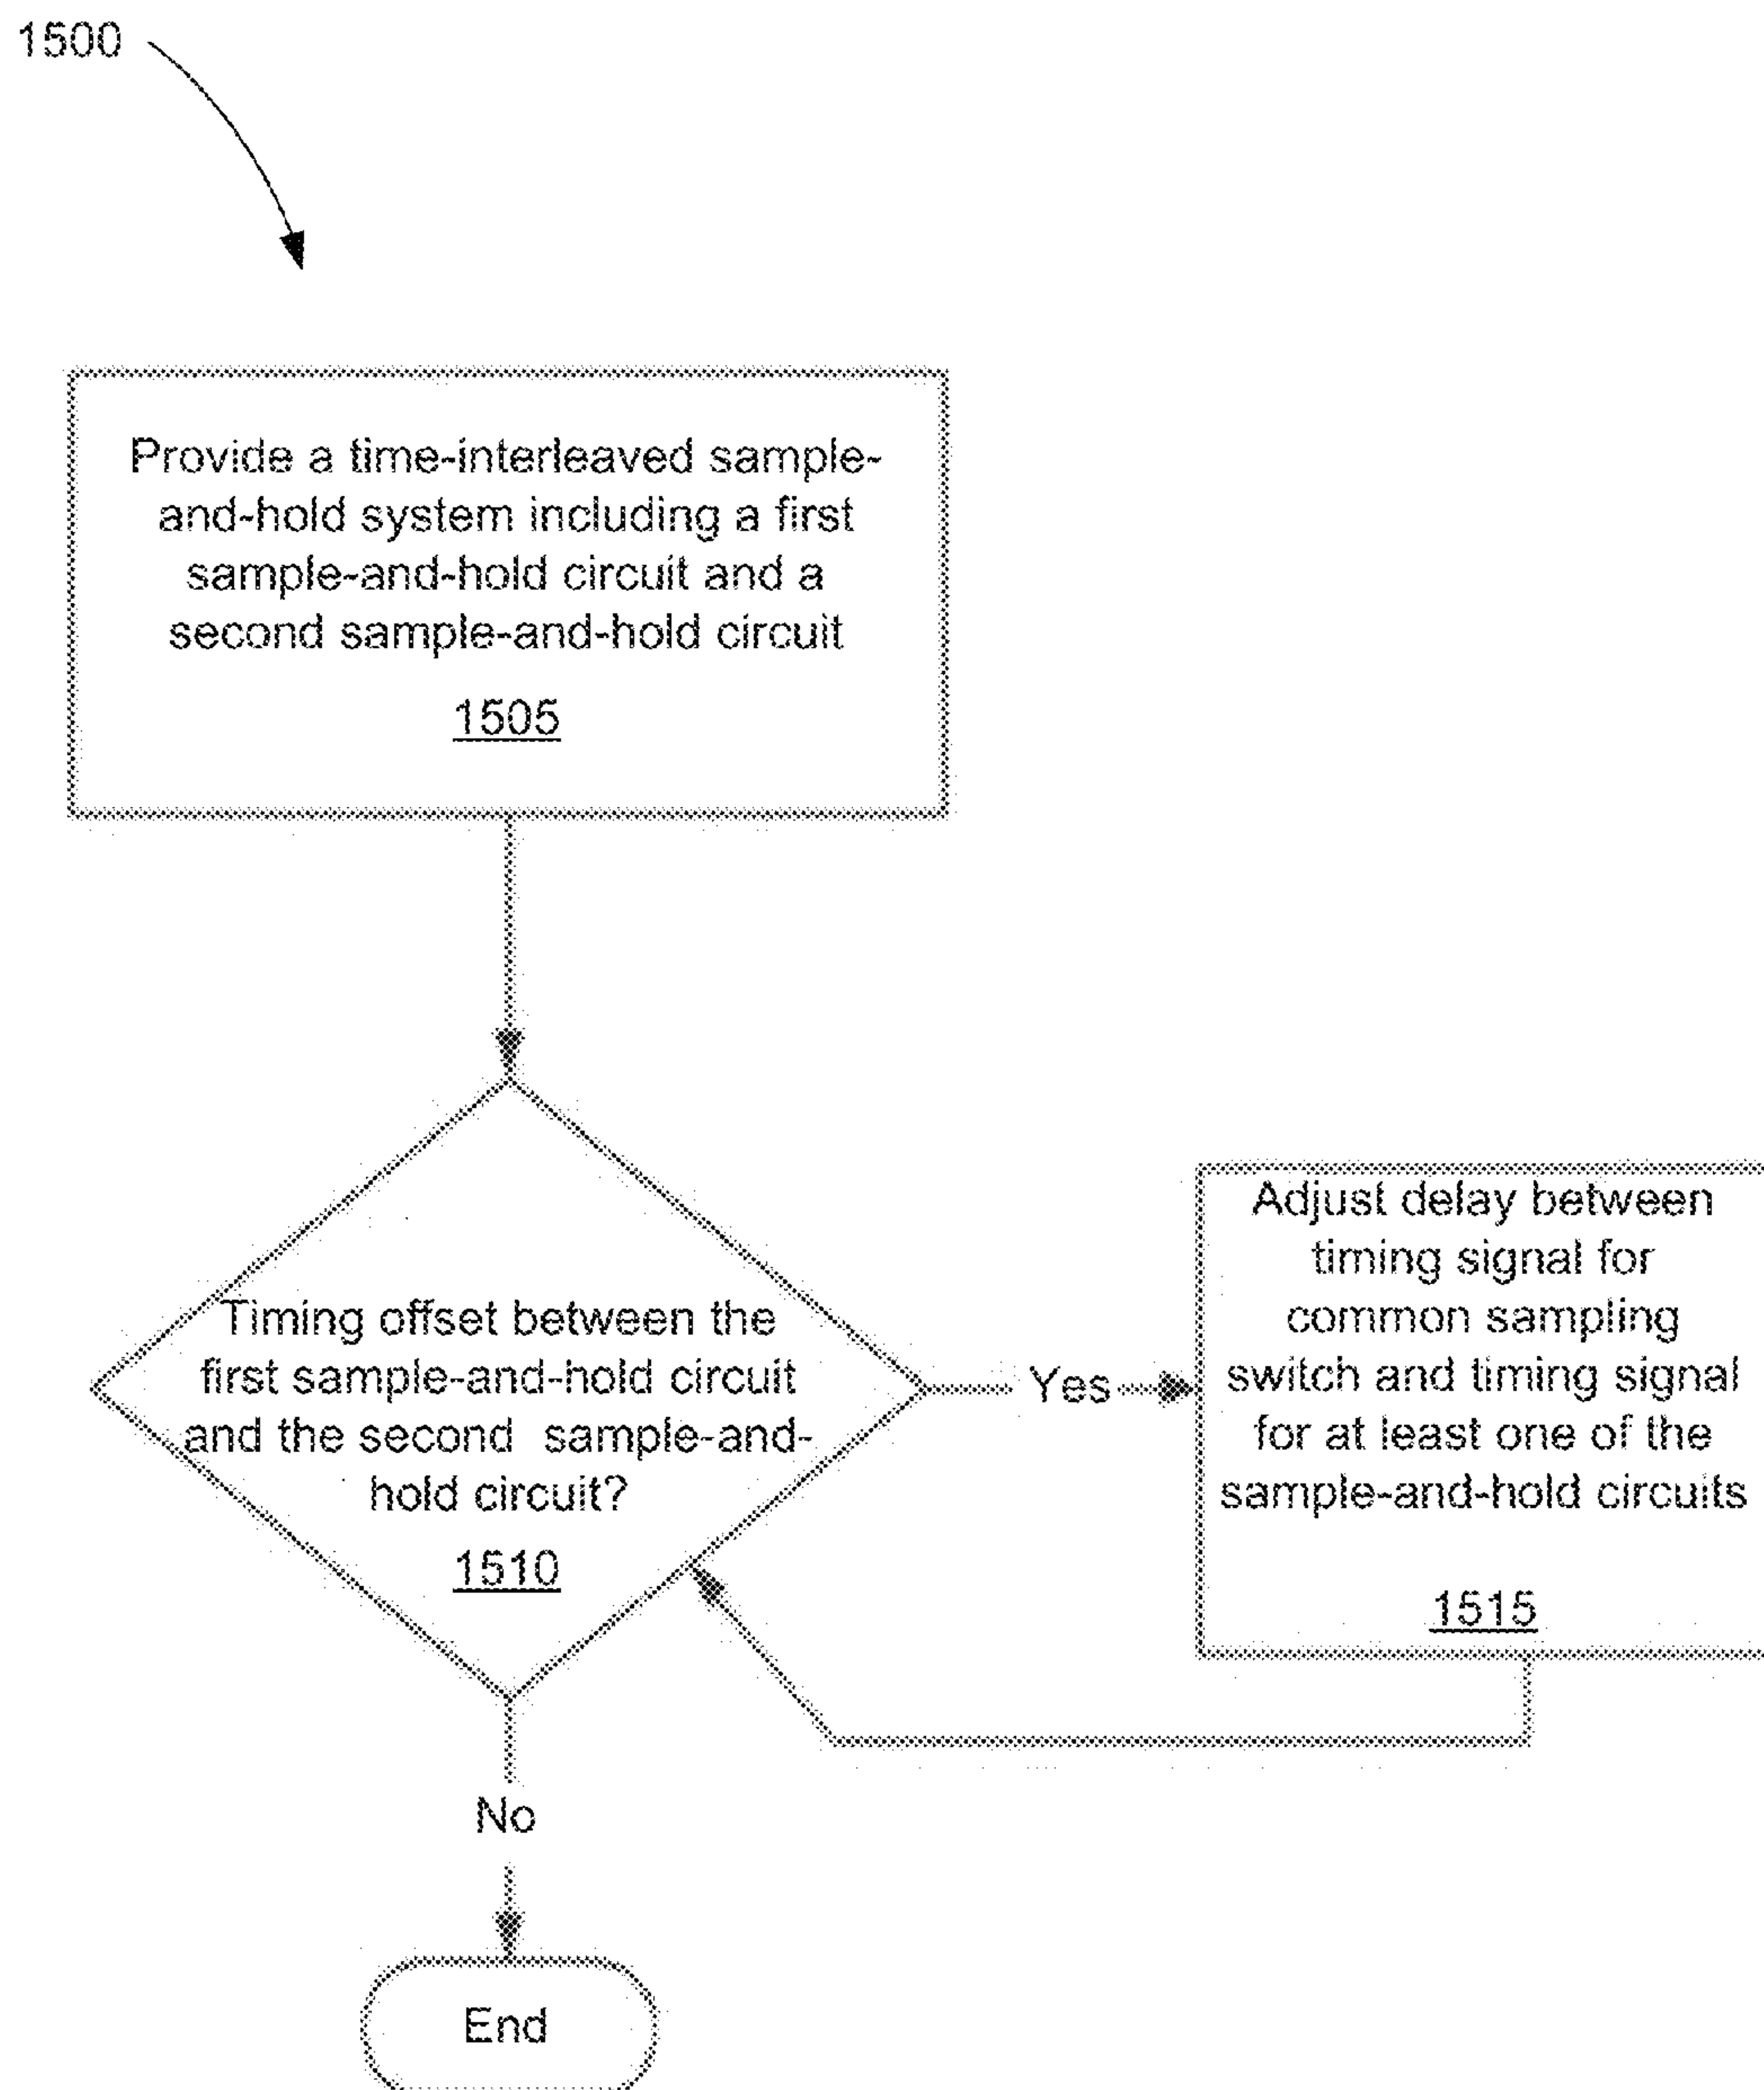 1500
Provide a time-interleaved sample-
and-hold system including a first
sample-and-hold circuit and a
second sample-and-hold circuit
1505
Timing offset between the
first sample-and-hold circuit
and the second sample-and-
hold circuit?
1510
Yes
Adjust delay between
timing signal for
common sampling
switch and timing signal
for at least one of the
sample-and-hold circuits
1515
No
End